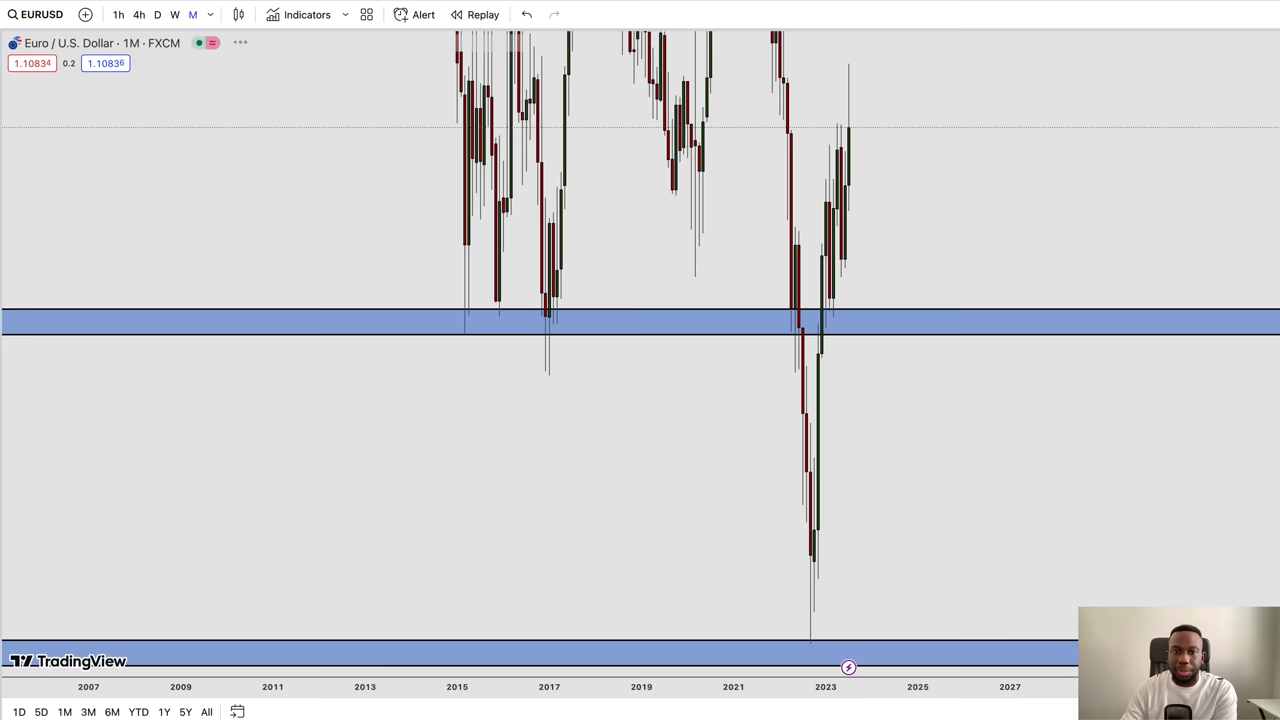 EURUSD 1h 4h D W M Indicators Alert Replay
Euro / U.S. Dollar · 1M · FXCM
1.10834 0.2 1.10836
TradingView
2007 2009 2011 2013 2015 2017 2019 2021 2023 2025 2027
1D 5D 1M 3M 6M YTD 1Y 5Y All